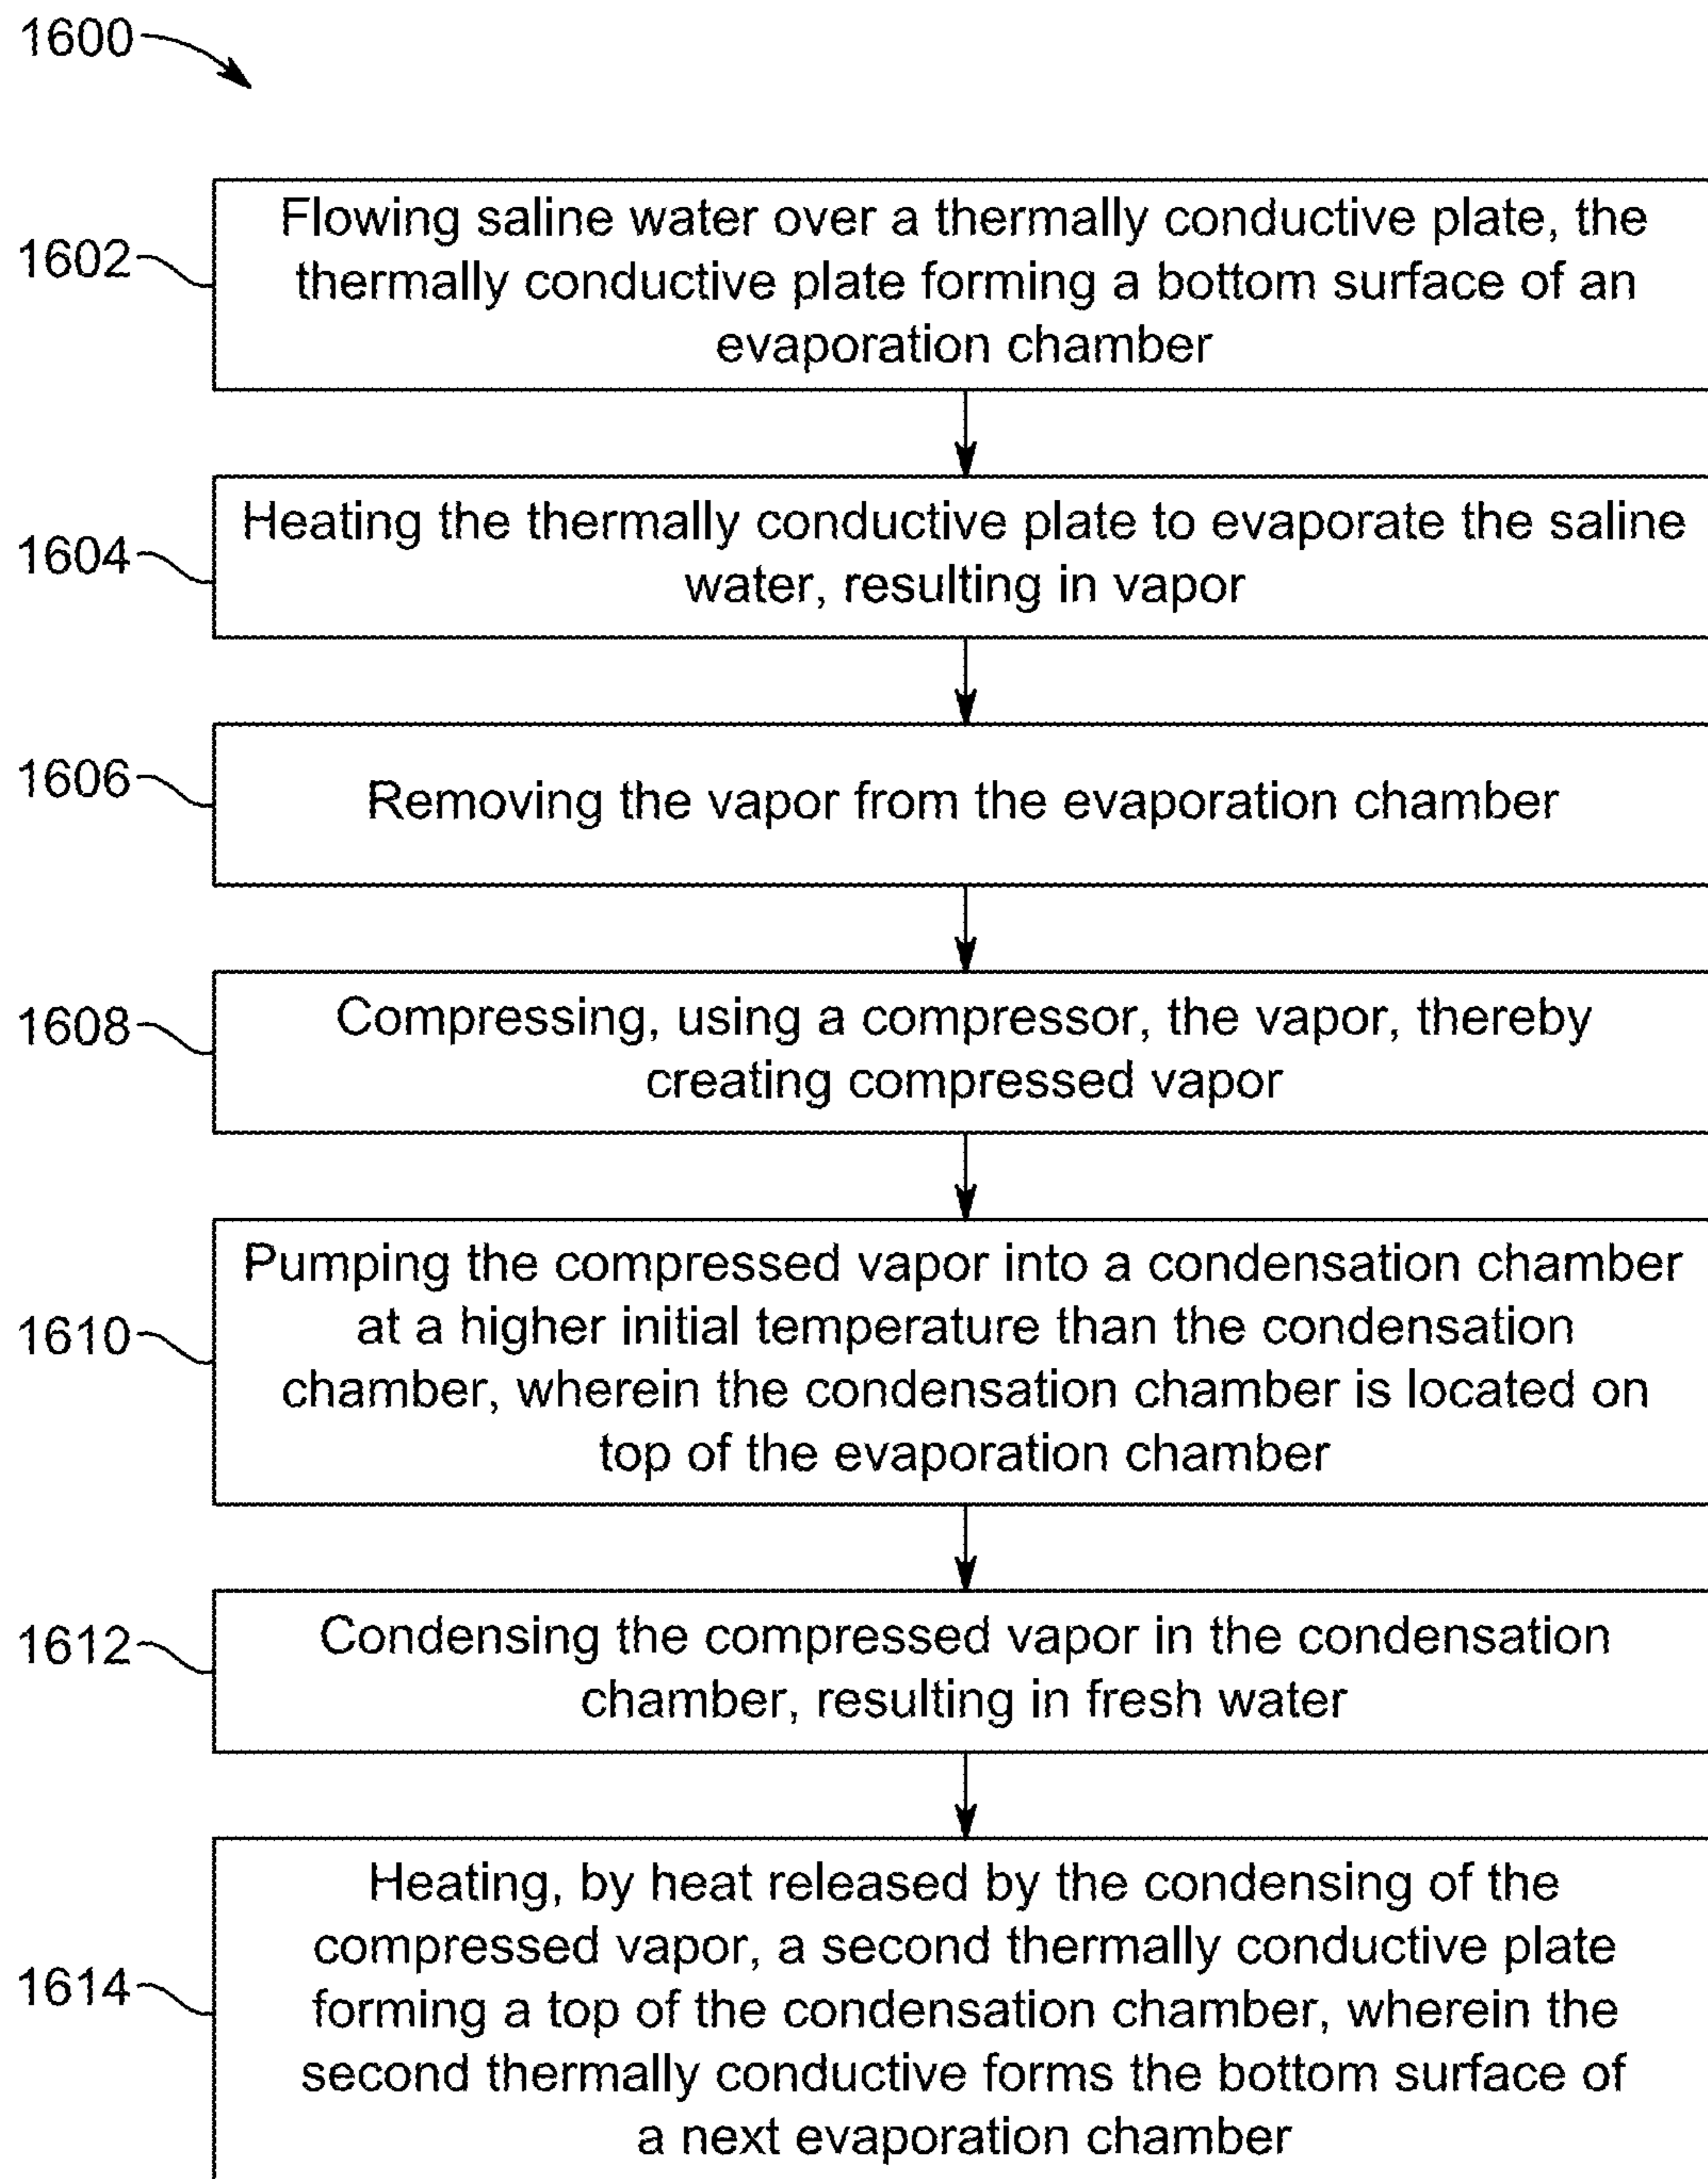 1600
1602
Flowing saline water over a thermally conductive plate, the
thermally conductive plate forming a bottom surface of an
evaporation chamber
1604
Heating the thermally conductive plate to evaporate the saline
water, resulting in vapor
1606
Removing the vapor from the evaporation chamber
1608
Compressing, using a compressor, the vapor, thereby
creating compressed vapor
1610
Pumping the compressed vapor into a condensation chamber
at a higher initial temperature than the condensation
chamber, wherein the condensation chamber is located on
top of the evaporation chamber
1612
Condensing the compressed vapor in the condensation
chamber, resulting in fresh water
1614
Heating, by heat released by the condensing of the
compressed vapor, a second thermally conductive plate
forming a top of the condensation chamber, wherein the
second thermally conductive forms the bottom surface of
a next evaporation chamber